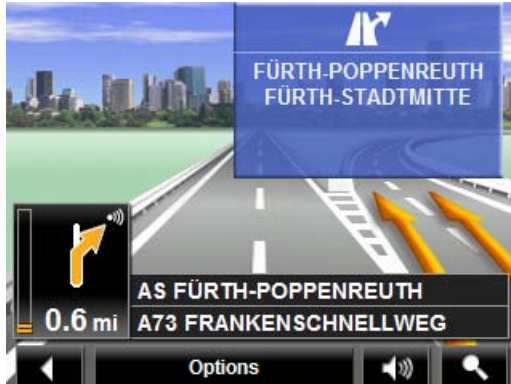 FÜRTH-POPPENREUTH
FÜRTH-STADTMITTE
AS FÜRTH-POPPENREUTH
0.6 mi
A73 FRANKENSCHNELLWEG
Options